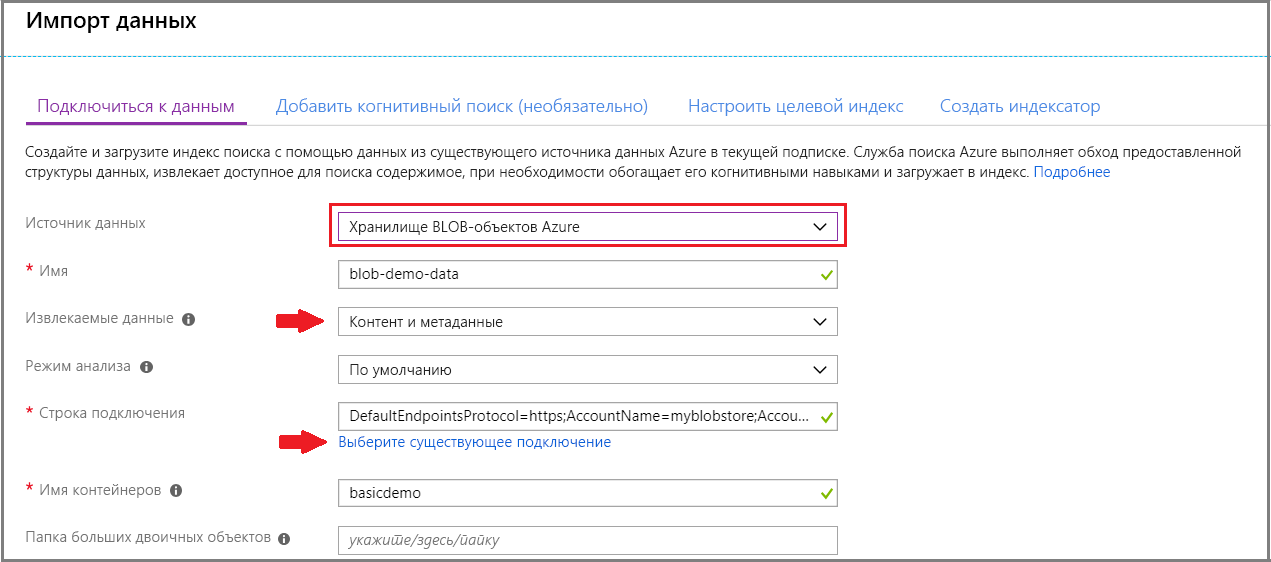 Импорт данных
Подключиться к данным Добавить когнитивный поиск (необязательно) Настроить целевой индекс Создать индексатор
Создайте и загрузите индекс поиска с помощью данных из существующего источника данных Azure в текущей подписке. Служба поиска Azure выполняет обход предоставленной
структуры данных, извлекает доступное для поиска содержимое, при необходимости обогащает его когнитивными навыками и загружает в индекс. Подробнее
Источник данных Хранилище BLOB-объектов Azure
* Имя blob-demo-data
Извлекаемые данные Контент и метаданные
Режим анализа По умолчанию
* Строка подключения DefaultEndpointsProtocol=https;AccountName=myblobstore;Accou...
Выберите существующее подключение
* Имя контейнеров basicdemo
Папка больших двоичных объектов укажите/здесь/папку